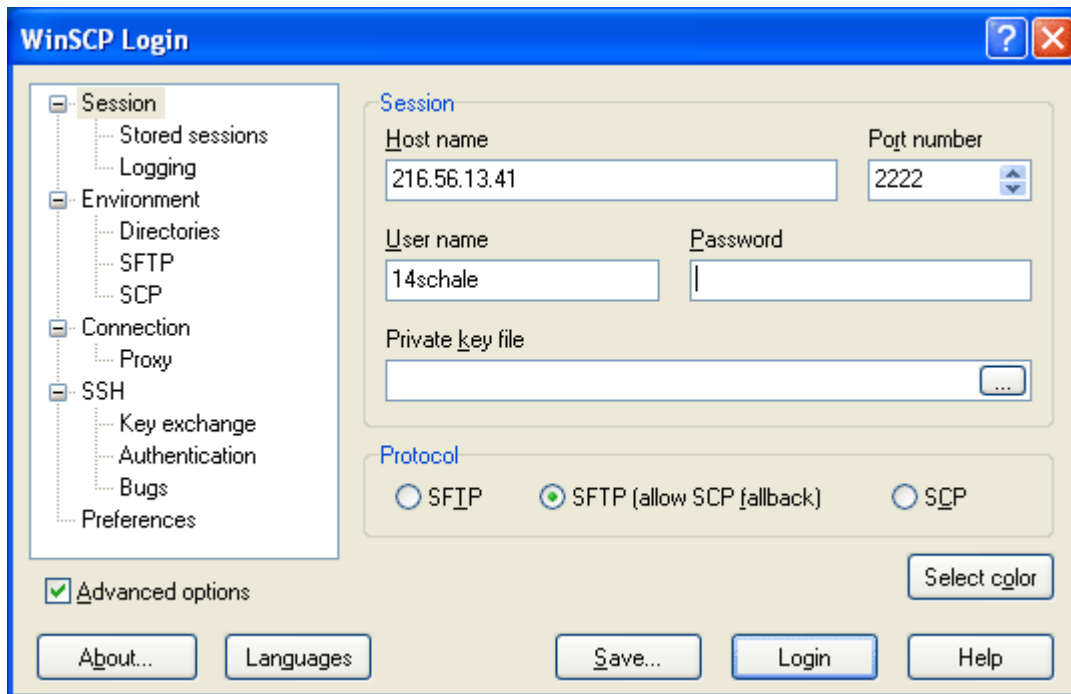 WinSCP Login
Session
Stored sessions
Logging
Environment
Directories
SFTP
SCP
Connection
Proxy
SSH
Key exchange
Authentication
Bugs
Preferences
Advanced options
Session
Host name Port number
216.56.13.41 2222
User name Password
14schale
Private key file
...
Protocol
SFTP SFTP (allow SCP fallback) SCP
Select color
About... Languages Save... Login Help